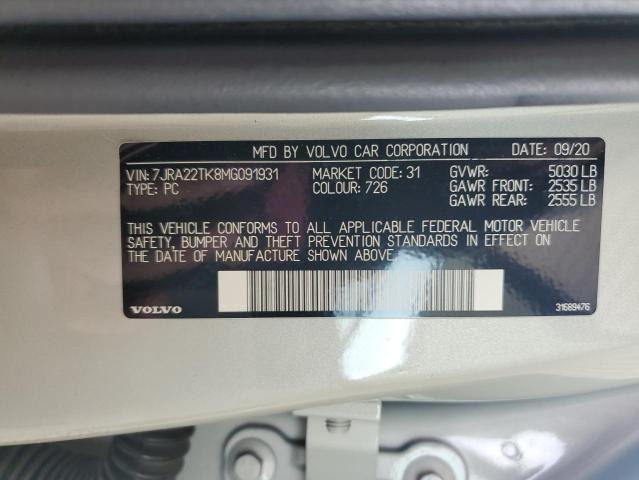 MFD BY VOLVO CAR CORPORATION DATE: 09/20
VIN: 7JRA22TK8MG091931 MARKET CODE: 31 GVWR: 5030 LB
TYPE: PC COLOUR: 726 GAWR FRONT: 2535 LB
GAWR REAR: 2555 LB
THIS VEHICLE CONFORMS TO ALL APPLICABLE FEDERAL MOTOR VEHICLE
SAFETY, BUMPER AND THEFT PREVENTION STANDARDS IN EFFECT ON
THE DATE OF MANUFACTURE SHOWN ABOVE.
VOLVO 31689476